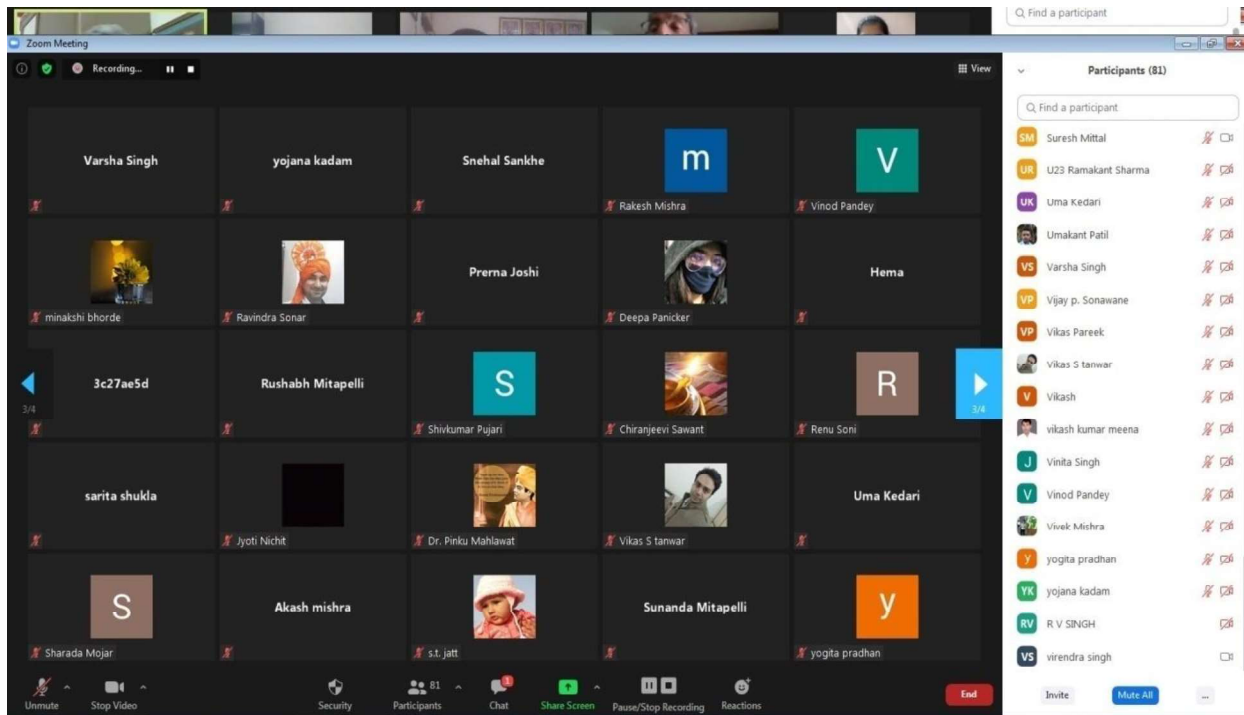 Find a participant
Zoom Meeting
Recording...
View
Participants (81)
Find a participant
Varsha Singh
yojana kadam
Snehal Sankhe
m
Rakesh Mishra
V
Vinod Pandey
minakshi bhorde
Ravindra Sonar
Prerna Joshi
Deepa Panicker
Hema
3/4
3c27ae5d
Rushabh Mitapelli
S
Shivkumar Pujari
Chiranjeevi Sawant
R
Renu Soni
3/4
sarita shukla
Jyoti Nichit
Dr. Pinku Mahlawat
Vikas S tanwar
Uma Kedari
S
Sharada Mojar
Akash mishra
s.t. jatt
Sunanda Mitapelli
y
yogita pradhan
SM Suresh Mittal
UR U23 Ramakant Sharma
UK Uma Kedari
Umakant Patil
VS Varsha Singh
VP Vijay p. Sonawane
VP Vikas Pareek
Vikas S tanwar
V Vikash
vikash kumar meena
J Vinita Singh
V Vinod Pandey
Vivek Mishra
y yogita pradhan
YK yojana kadam
RV R V SINGH
VS virendra singh
Unmute
Stop Video
Security
81
Participants
1
Chat
Share Screen
Pause/Stop Recording
Reactions
End
Invite
Mute All
...